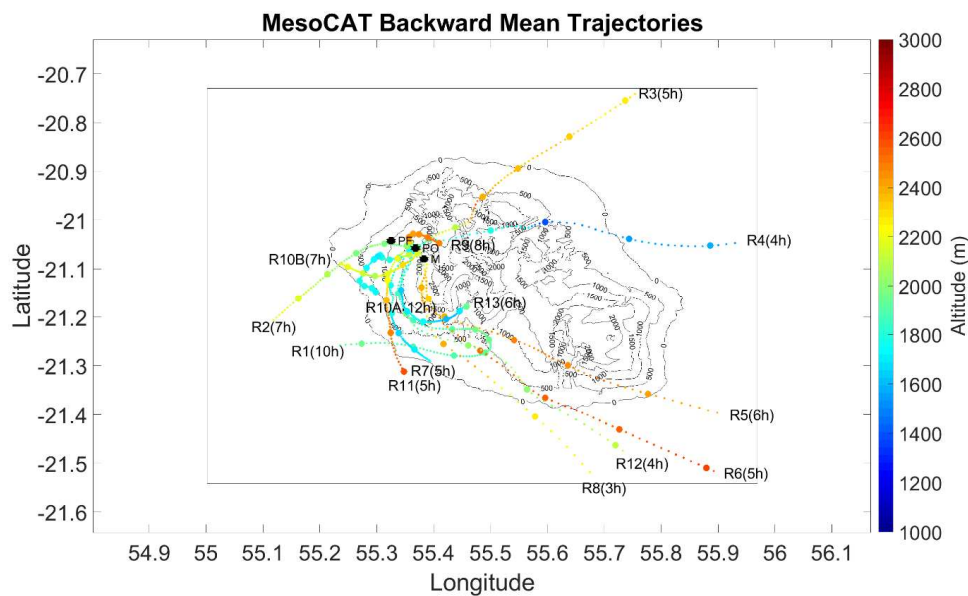 MesoCAT Backward Mean Trajectories
3000
2800
2600
2400
2200
2000
1800
1600
1400
1200
1000
Altitude (m)
-20.7
-20.8
-20.9
-21
-21.1
-21.2
-21.3
-21.4
-21.5
-21.6
Latitude
R3(5h)
R4(4h)
PE
PO
M
R9(8h)
R10B(7h)
R10A(12h)
R13(6h)
R2(7h)
R1(10h)
R7(5h)
R11(5h)
R5(6h)
R12(4h)
R6(5h)
R8(3h)
54.9
55
55.1
55.2
55.3
55.4
55.5
55.6
55.7
55.8
55.9
56
56.1
Longitude